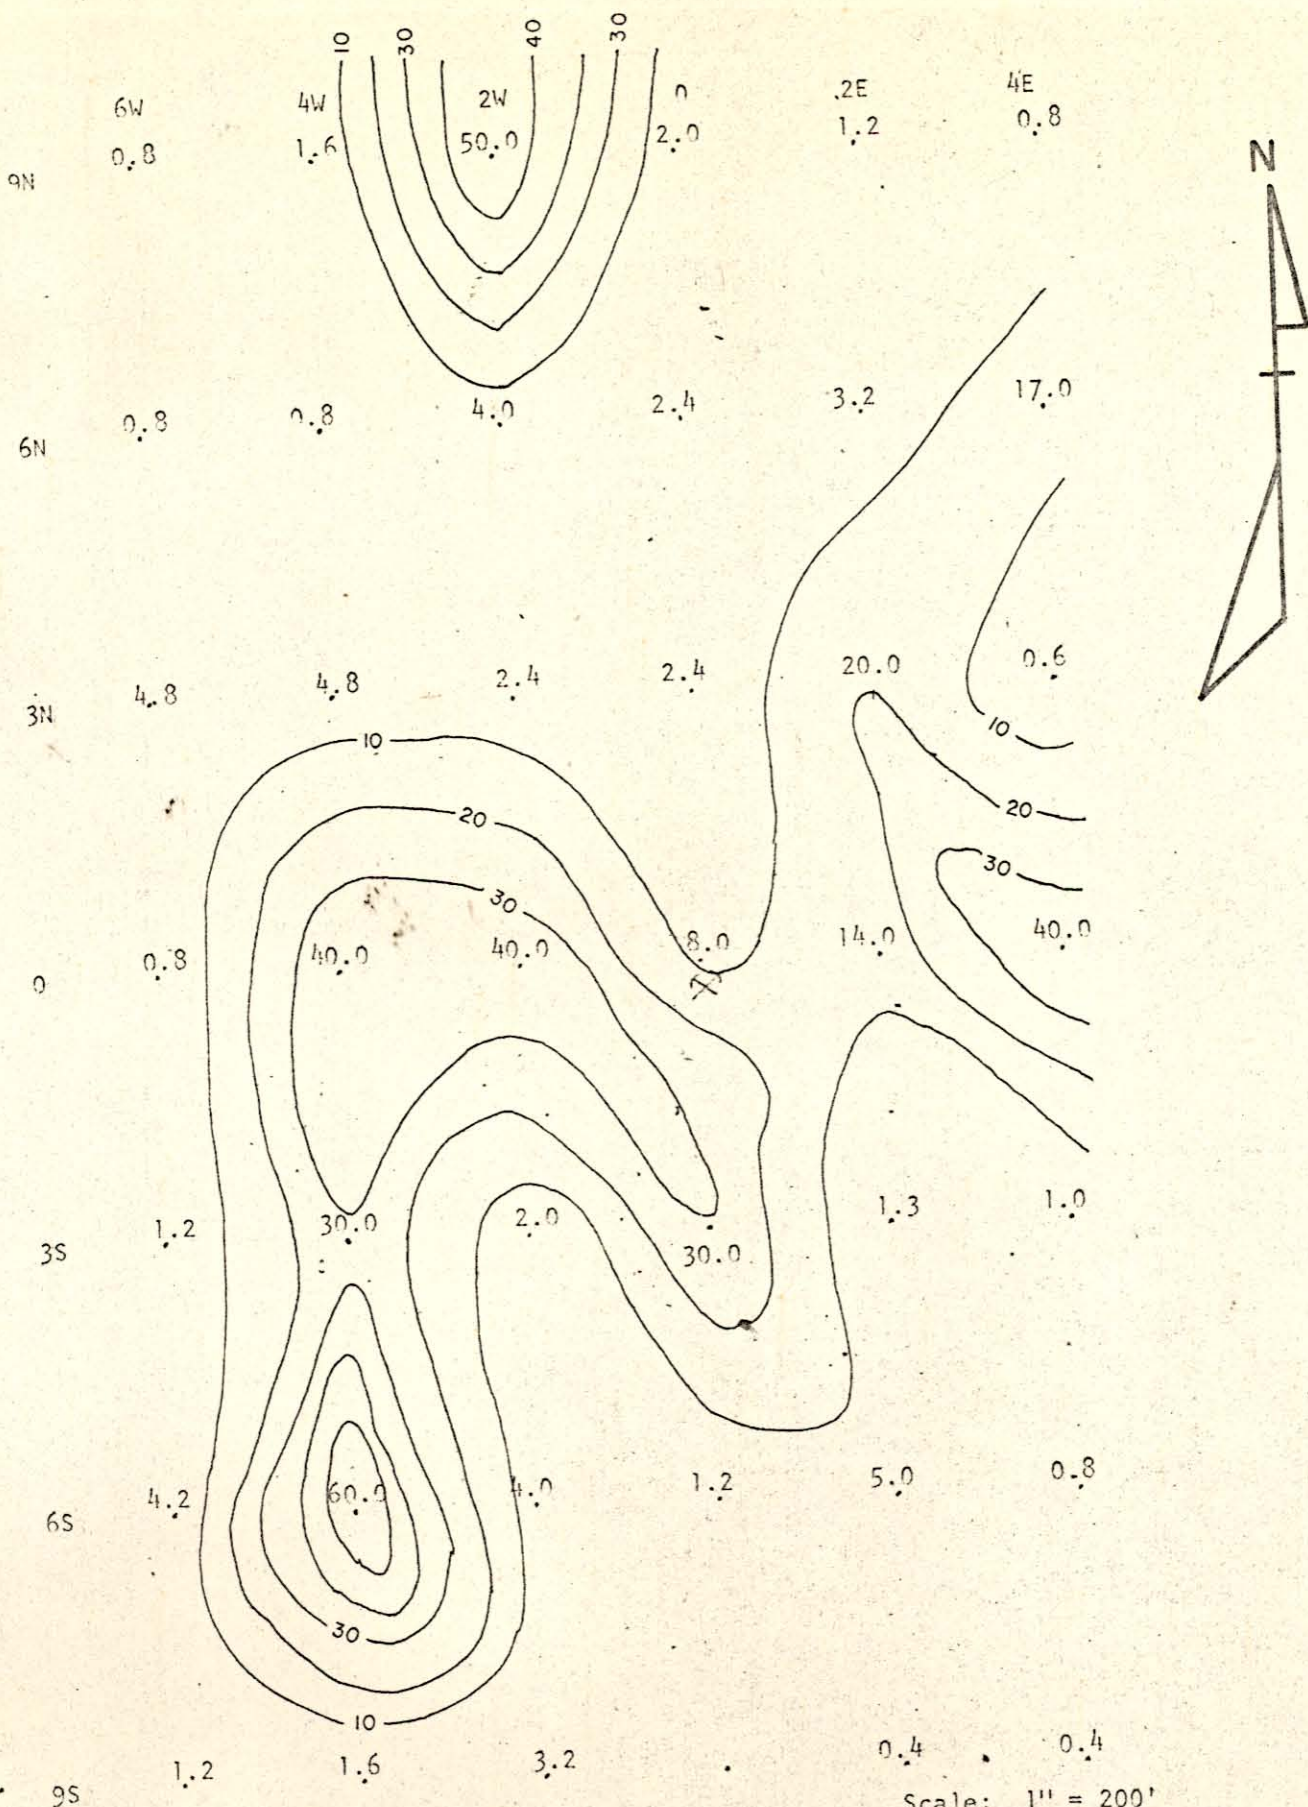 10 30 40 30
6W 4W 2W 0 .2E 4E
N
9N 0.8 1.6 50.0 2.0 1.2 0.8
6N 0.8 0.8 4.0 2.4 3.2 17.0
3N 4.8 4.8 2.4 2.4 20.0 0.6
10
10
20
20
30
30
0 0.8 40.0 40.0 8.0 14.0 40.0
X
3S 1.2 30.0 2.0 30.0 1.3 1.0
6S 4.2 60.0 4.0 1.2 5.0 0.8
30
10
9S 1.2 1.6 3.2 0.4 0.4
Scale: 1" = 200'